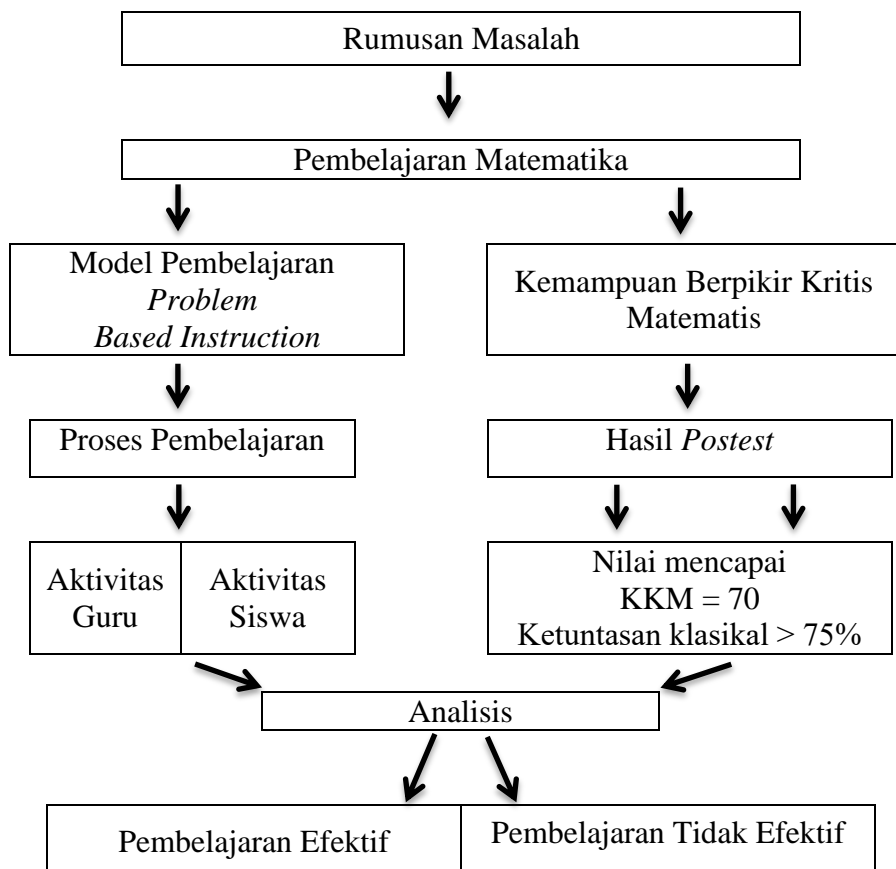 Rumusan Masalah
Pembelajaran Matematika
Model Pembelajaran
Problem
Based Instruction
Kemampuan Berpikir Kritis
Matematis
Proses Pembelajaran
Hasil Postest
Aktivitas
Guru
Aktivitas
Siswa
Nilai mencapai
KKM = 70
Ketuntasan klasikal > 75%
Analisis
Pembelajaran Efektif
Pembelajaran Tidak Efektif